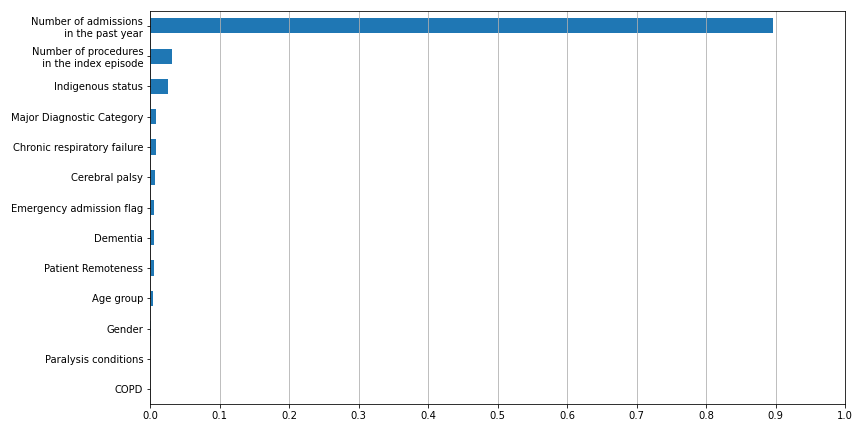 Number of admissions
in the past year
Number of procedures
in the index episode
Indigenous status
Major Diagnostic Category
Chronic respiratory failure
Cerebral palsy
Emergency admission flag
Dementia
Patient Remoteness
Age group
Gender
Paralysis conditions
COPD
0.0 0.1 0.2 0.3 0.4 0.5 0.6 0.7 0.8 0.9 1.0